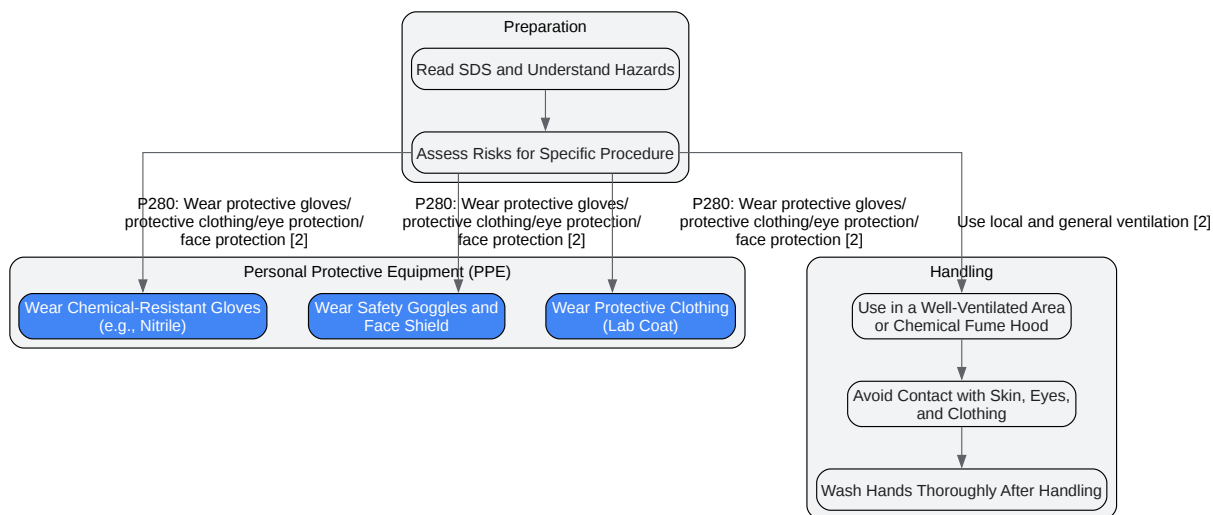 Preparation
Read SDS and Understand Hazards
Assess Risks for Specific Procedure
P280: Wear protective gloves/
protective clothing/eye protection/
face protection [2]
P280: Wear protective gloves/
protective clothing/eye protection/
face protection [2]
P280: Wear protective gloves/
protective clothing/eye protection/
face protection [2]
Use local and general ventilation [2]
Personal Protective Equipment (PPE)
Wear Chemical-Resistant Gloves
(e.g., Nitrile)
Wear Safety Goggles and
Face Shield
Wear Protective Clothing
(Lab Coat)
Handling
Use in a Well-Ventilated Area
or Chemical Fume Hood
Avoid Contact with Skin, Eyes,
and Clothing
Wash Hands Thoroughly After Handling